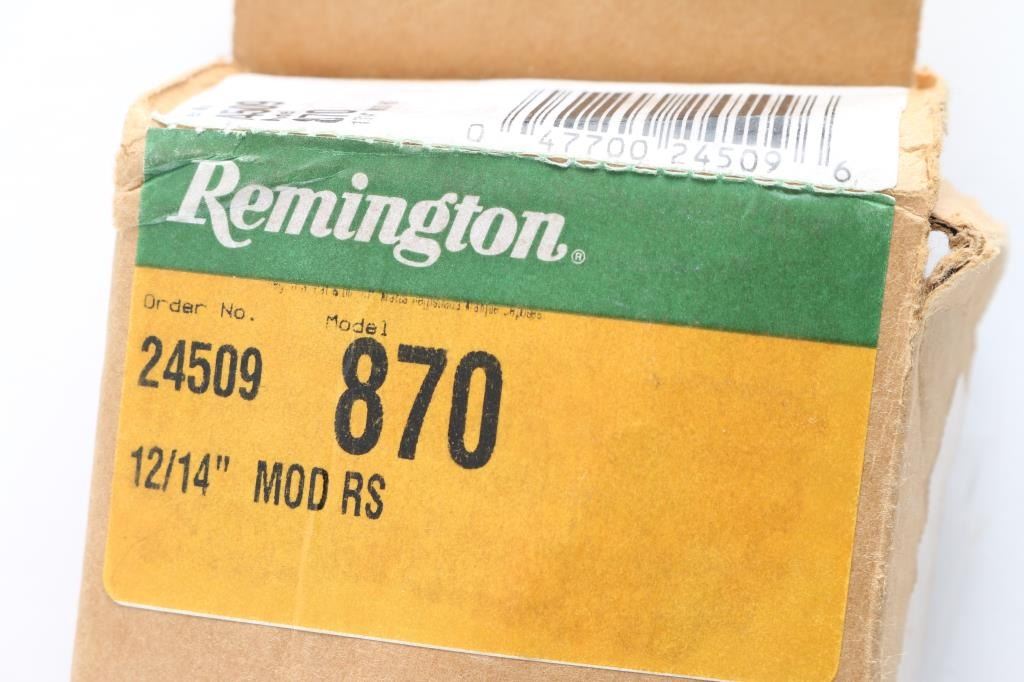 0 47700 24509 6
Remington®
Order No. Model
24509 870
12/14" MOD RS